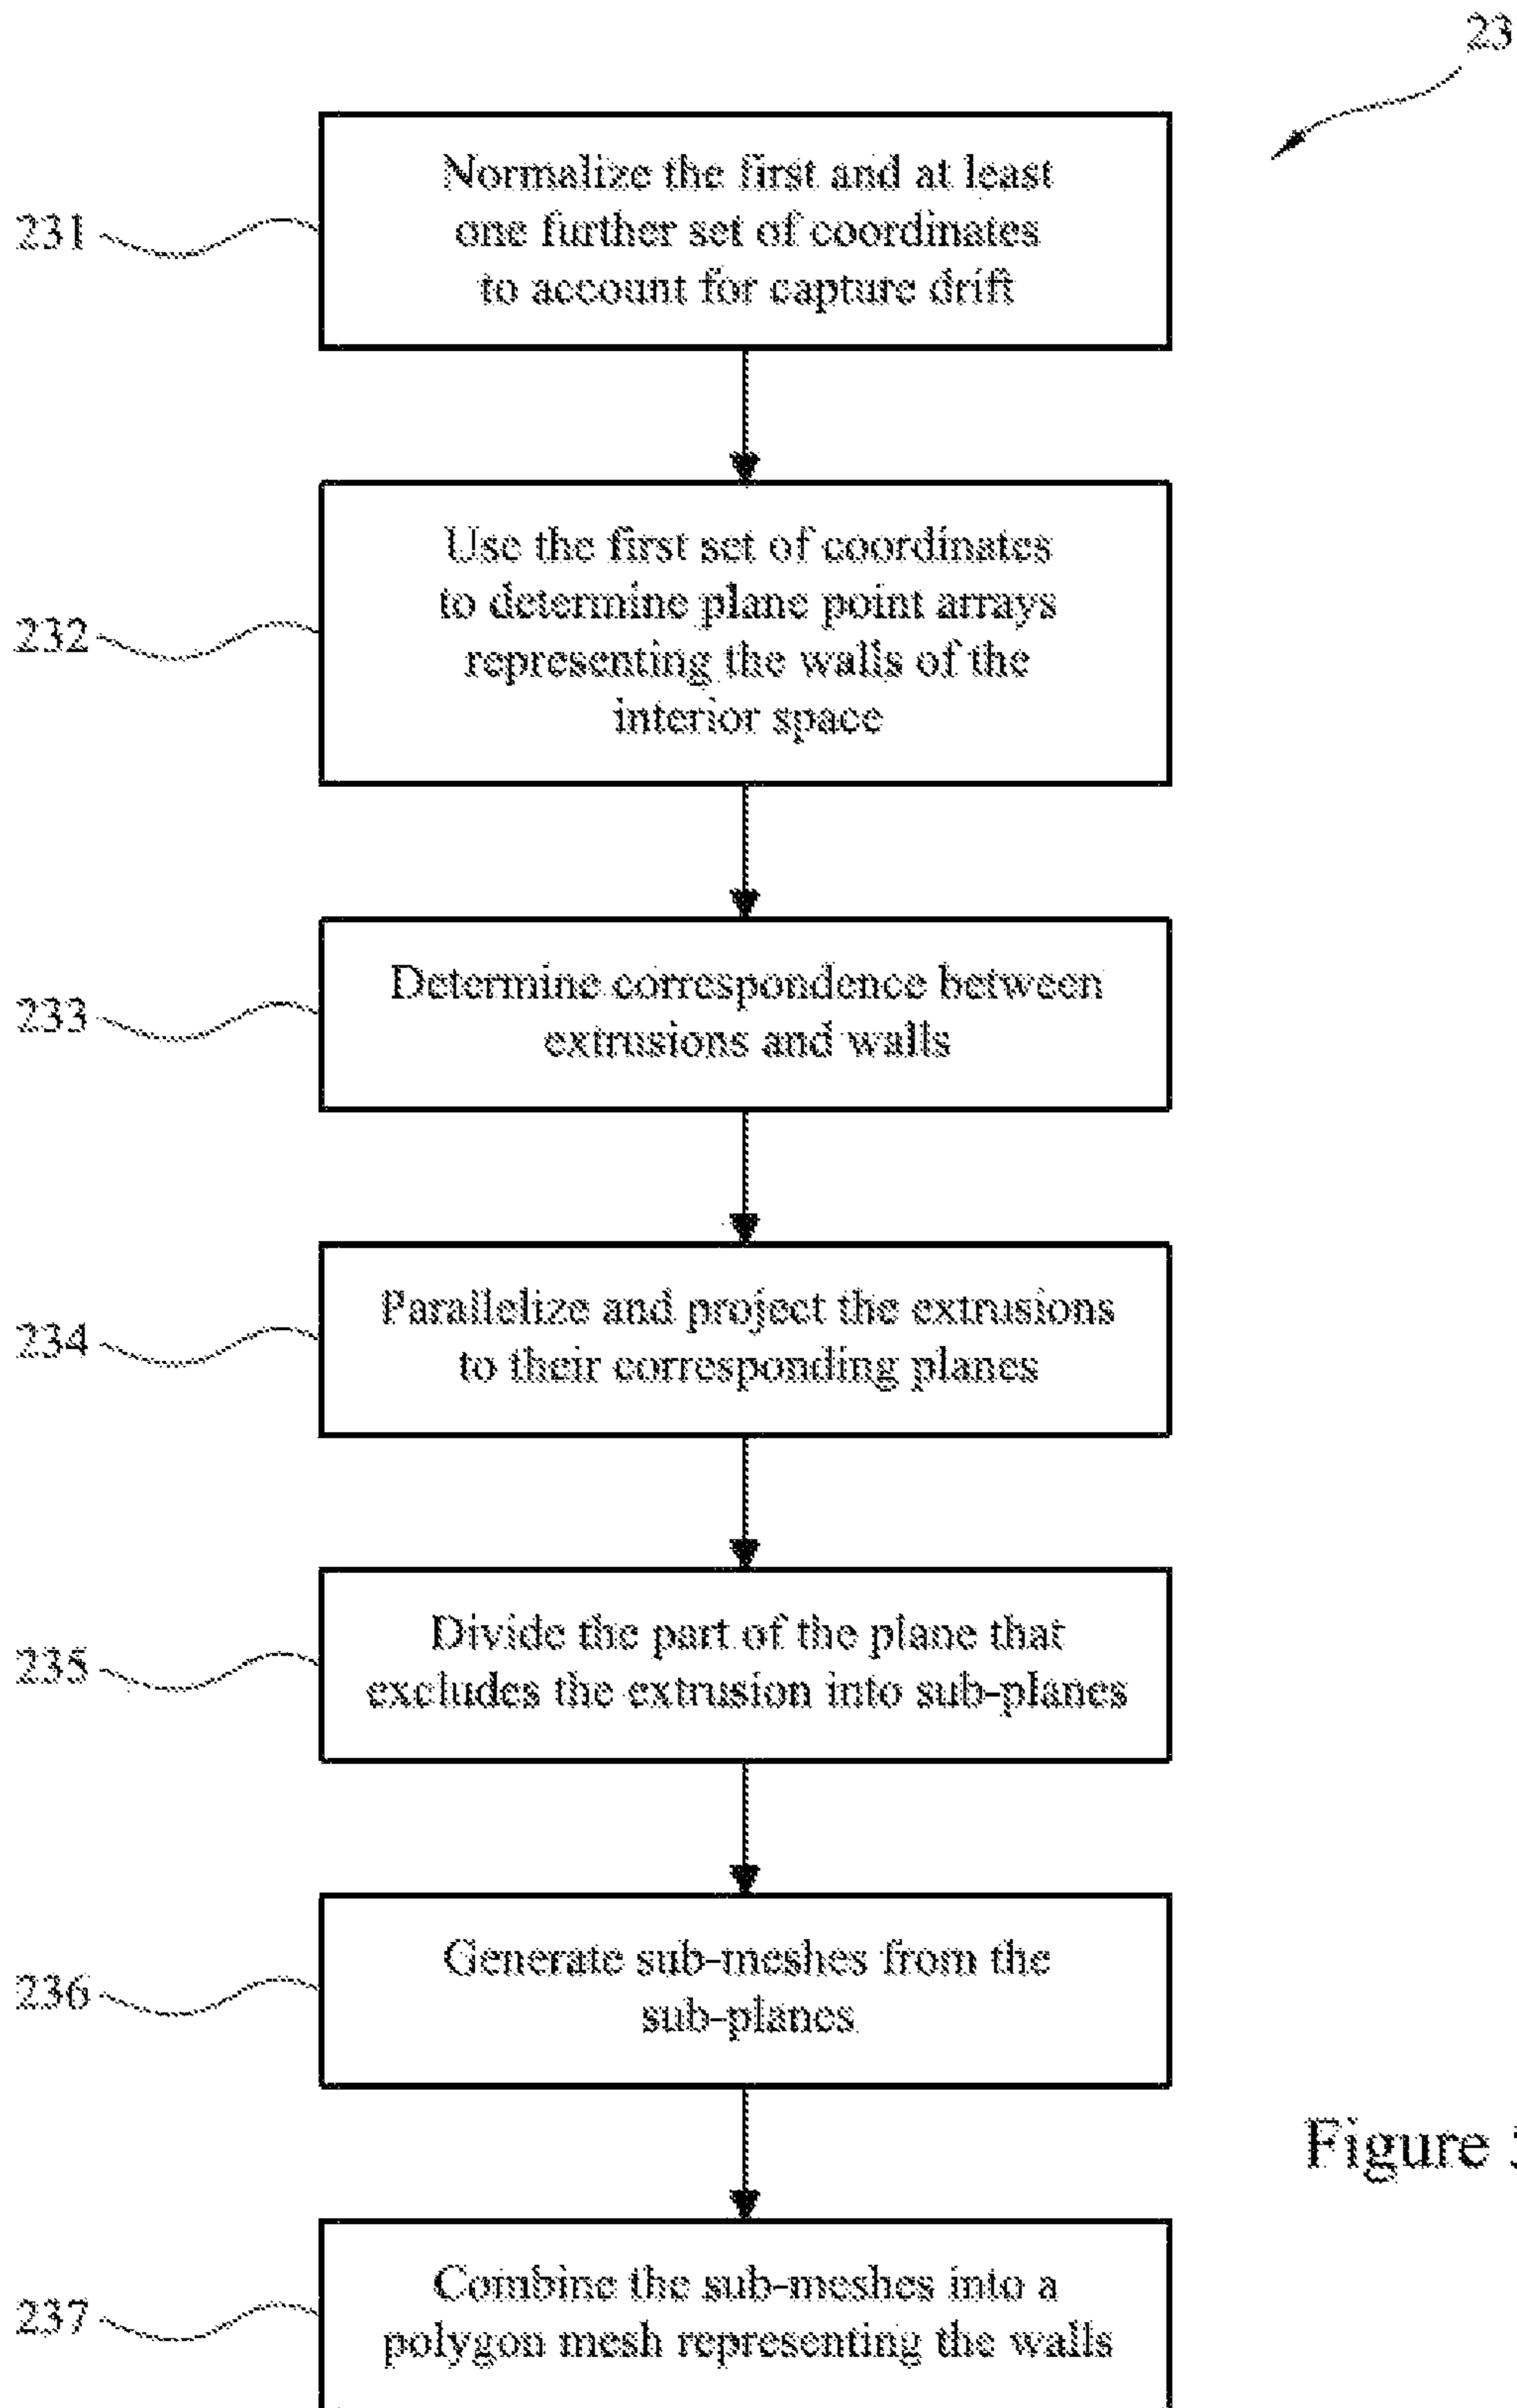 23
231
Normalize the first and at least
one further set of coordinates
to account for capture drift
232
Use the first set of coordinates
to determine plane point arrays
representing the walls of the
interior space
233
Determine correspondence between
extrusions and walls
234
Parallelize and project the extrusions
to their corresponding planes
235
Divide the part of the plane that
excludes the extrusion into sub-planes
236
Generate sub-meshes from the
sub-planes
Figure
237
Combine the sub-meshes into a
polygon mesh representing the walls